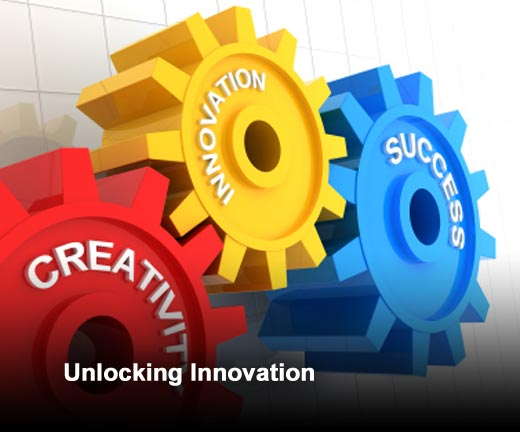 INNOVATION
SUCCESS
CREATIVIT
Unlocking Innovation